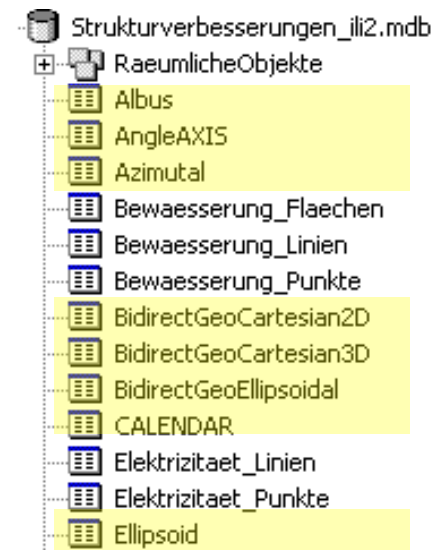 Strukturverbesserungen_ili2.mdb
RaeumlicheObjekte
Albus
AngleAXIS
Azimutal
Bewaesserung_Flaechen
Bewaesserung_Linien
Bewaesserung_Punkte
BidirectGeoCartesian2D
BidirectGeoCartesian3D
BidirectGeoEllipsoidal
CALENDAR
Elektrizitaet_Linien
Elektrizitaet_Punkte
Ellipsoid